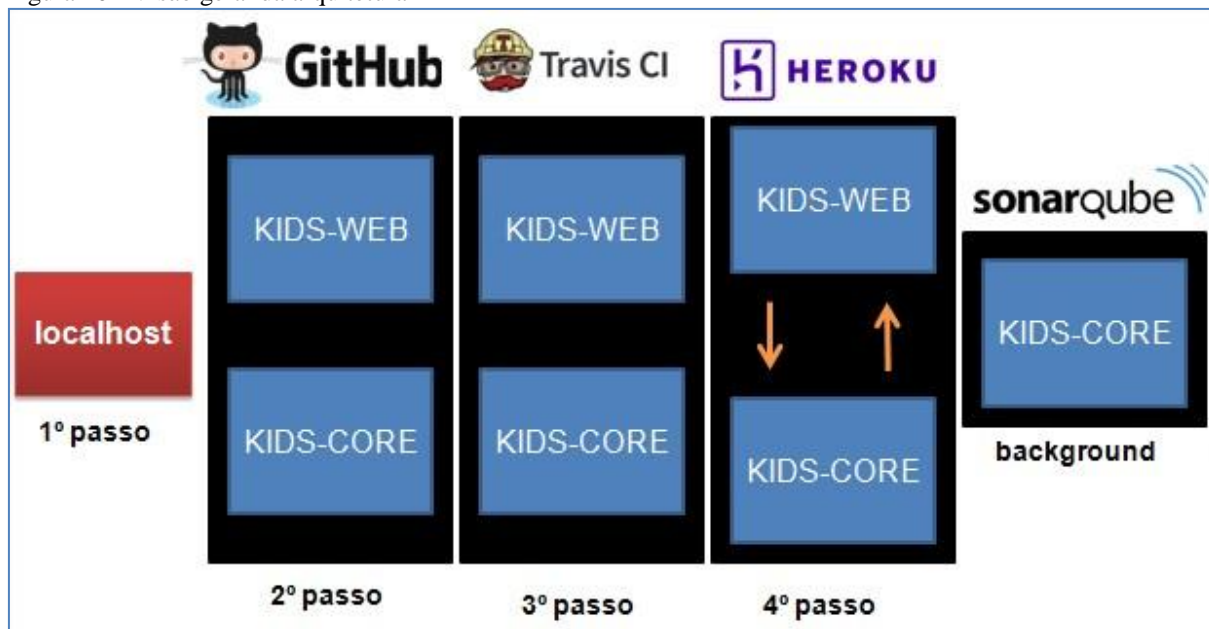 GitHub
Travis CI
HEROKU
KIDS-WEB
KIDS-WEB
KIDS-WEB
sonarqube
localhost
KIDS-CORE
1º passo
KIDS-CORE
KIDS-CORE
KIDS-CORE
background
2º passo
3º passo
4º passo